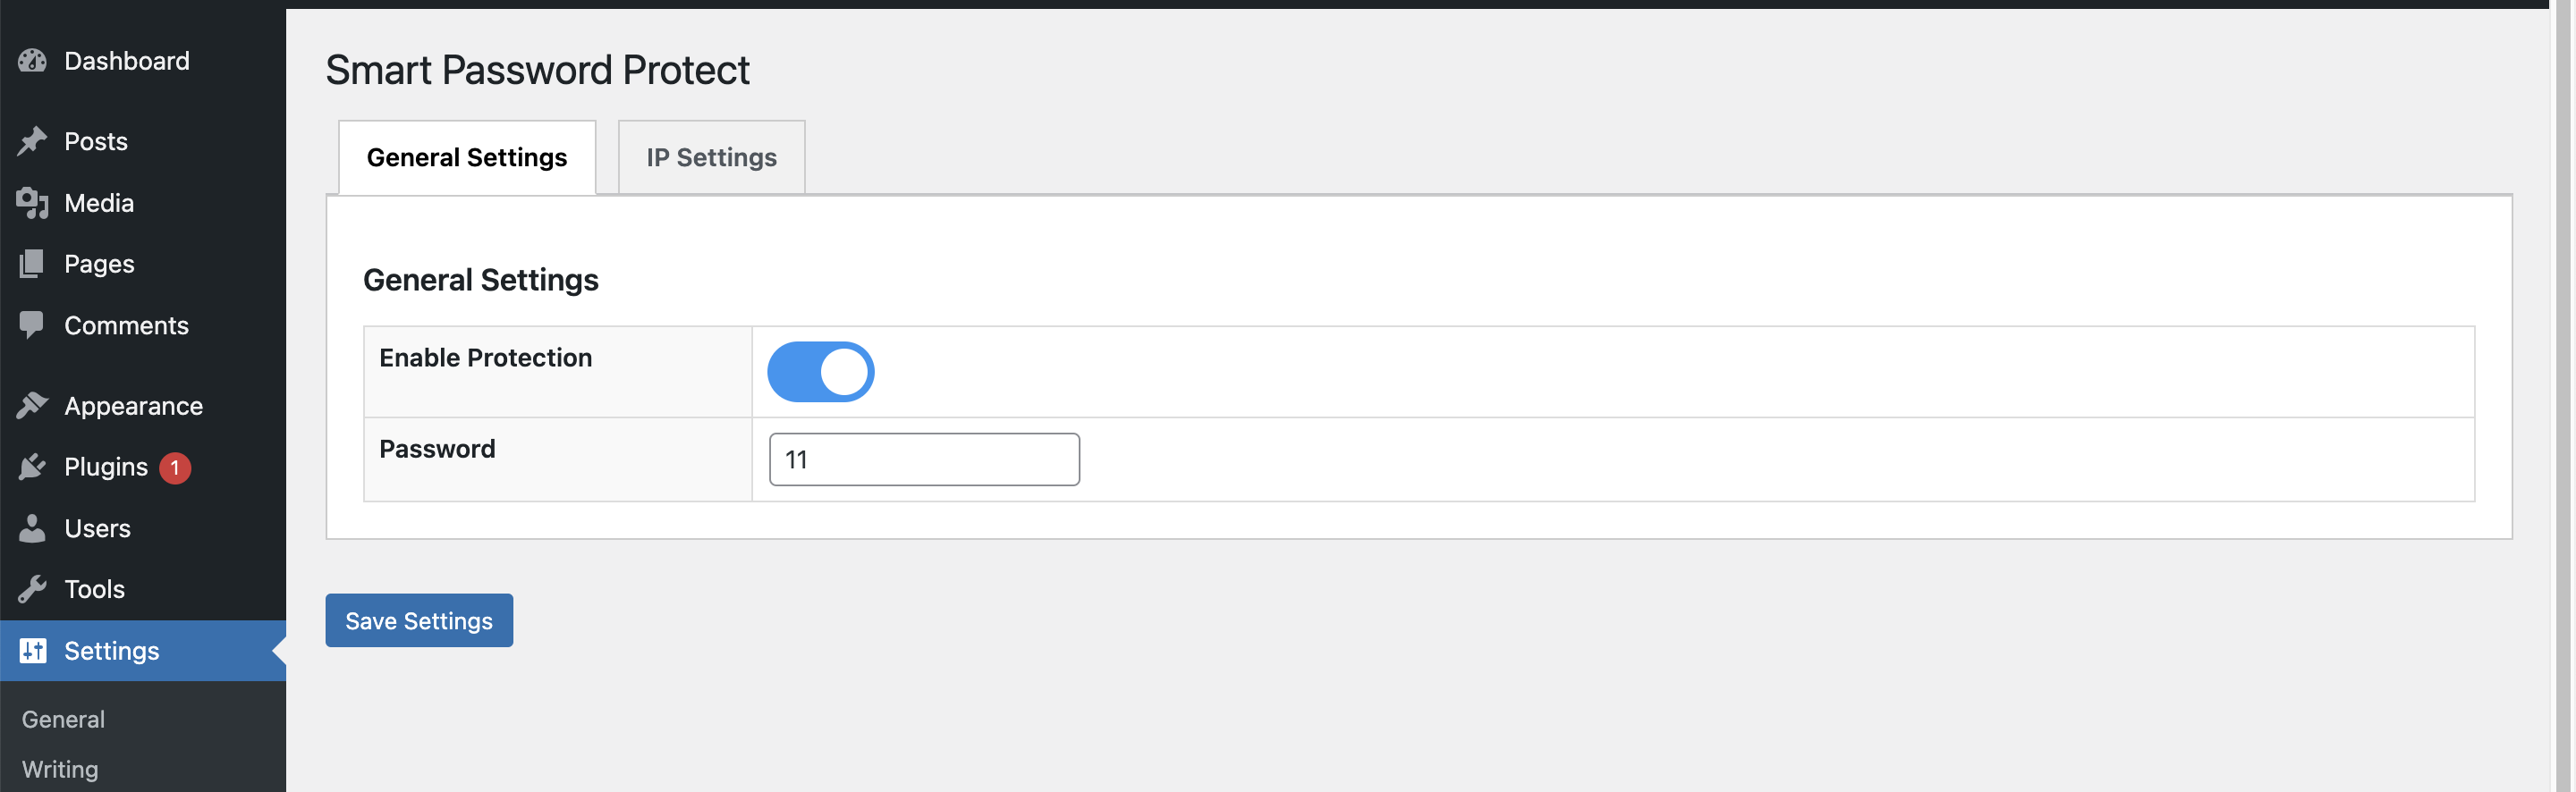 Dashboard
Posts
Media
Pages
Comments
Appearance
Plugins 1
Users
Tools
Settings
General
Writing
Smart Password Protect
General Settings
IP Settings
General Settings
Enable Protection
Password
11
Save Settings